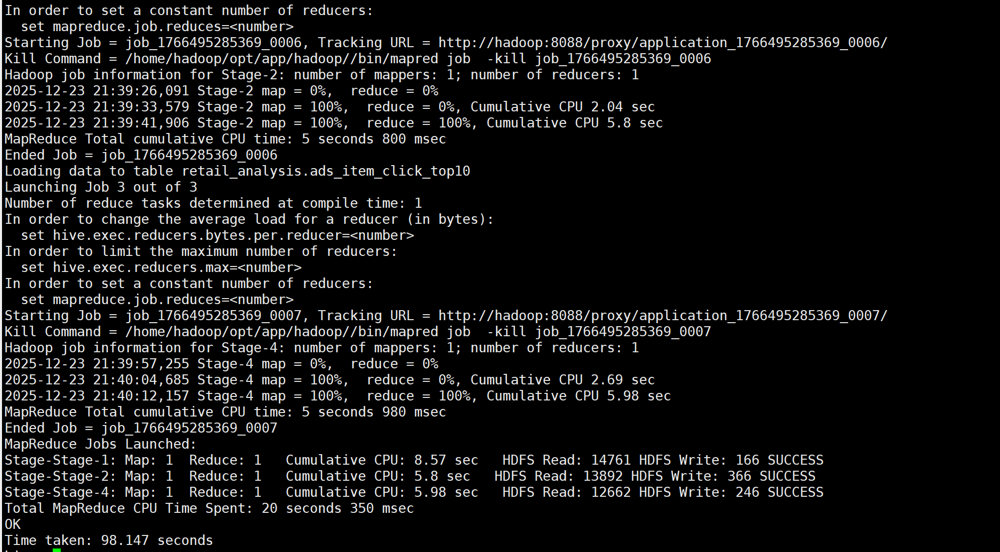 In order to set a constant number of reducers:
  set mapreduce.job.reduces=<number>
Starting Job = job_1766495285369_0006, Tracking URL = http://hadoop:8088/proxy/application_1766495285369_0006/
Kill Command = /home/hadoop/opt/app/hadoop//bin/mapred job  -kill job_1766495285369_0006
Hadoop job information for Stage-2: number of mappers: 1; number of reducers: 1
2025-12-23 21:39:26,091 Stage-2 map = 0%,  reduce = 0%
2025-12-23 21:39:33,579 Stage-2 map = 100%,  reduce = 0%, Cumulative CPU 2.04 sec
2025-12-23 21:39:41,906 Stage-2 map = 100%,  reduce = 100%, Cumulative CPU 5.8 sec
MapReduce Total cumulative CPU time: 5 seconds 800 msec
Ended Job = job_1766495285369_0006
Loading data to table retail_analysis.ads_item_click_top10
Launching Job 3 out of 3
Number of reduce tasks determined at compile time: 1
In order to change the average load for a reducer (in bytes):
  set hive.exec.reducers.bytes.per.reducer=<number>
In order to limit the maximum number of reducers:
  set hive.exec.reducers.max=<number>
In order to set a constant number of reducers:
  set mapreduce.job.reduces=<number>
Starting Job = job_1766495285369_0007, Tracking URL = http://hadoop:8088/proxy/application_1766495285369_0007/
Kill Command = /home/hadoop/opt/app/hadoop//bin/mapred job  -kill job_1766495285369_0007
Hadoop job information for Stage-4: number of mappers: 1; number of reducers: 1
2025-12-23 21:39:57,255 Stage-4 map = 0%,  reduce = 0%
2025-12-23 21:40:04,685 Stage-4 map = 100%,  reduce = 0%, Cumulative CPU 2.69 sec
2025-12-23 21:40:12,157 Stage-4 map = 100%,  reduce = 100%, Cumulative CPU 5.98 sec
MapReduce Total cumulative CPU time: 5 seconds 980 msec
Ended Job = job_1766495285369_0007
MapReduce Jobs Launched:
Stage-Stage-1: Map: 1  Reduce: 1   Cumulative CPU: 8.57 sec   HDFS Read: 14761 HDFS Write: 166 SUCCESS
Stage-Stage-2: Map: 1  Reduce: 1   Cumulative CPU: 5.8 sec   HDFS Read: 13892 HDFS Write: 366 SUCCESS
Stage-Stage-4: Map: 1  Reduce: 1   Cumulative CPU: 5.98 sec   HDFS Read: 12662 HDFS Write: 246 SUCCESS
Total MapReduce CPU Time Spent: 20 seconds 350 msec
OK
Time taken: 98.147 seconds